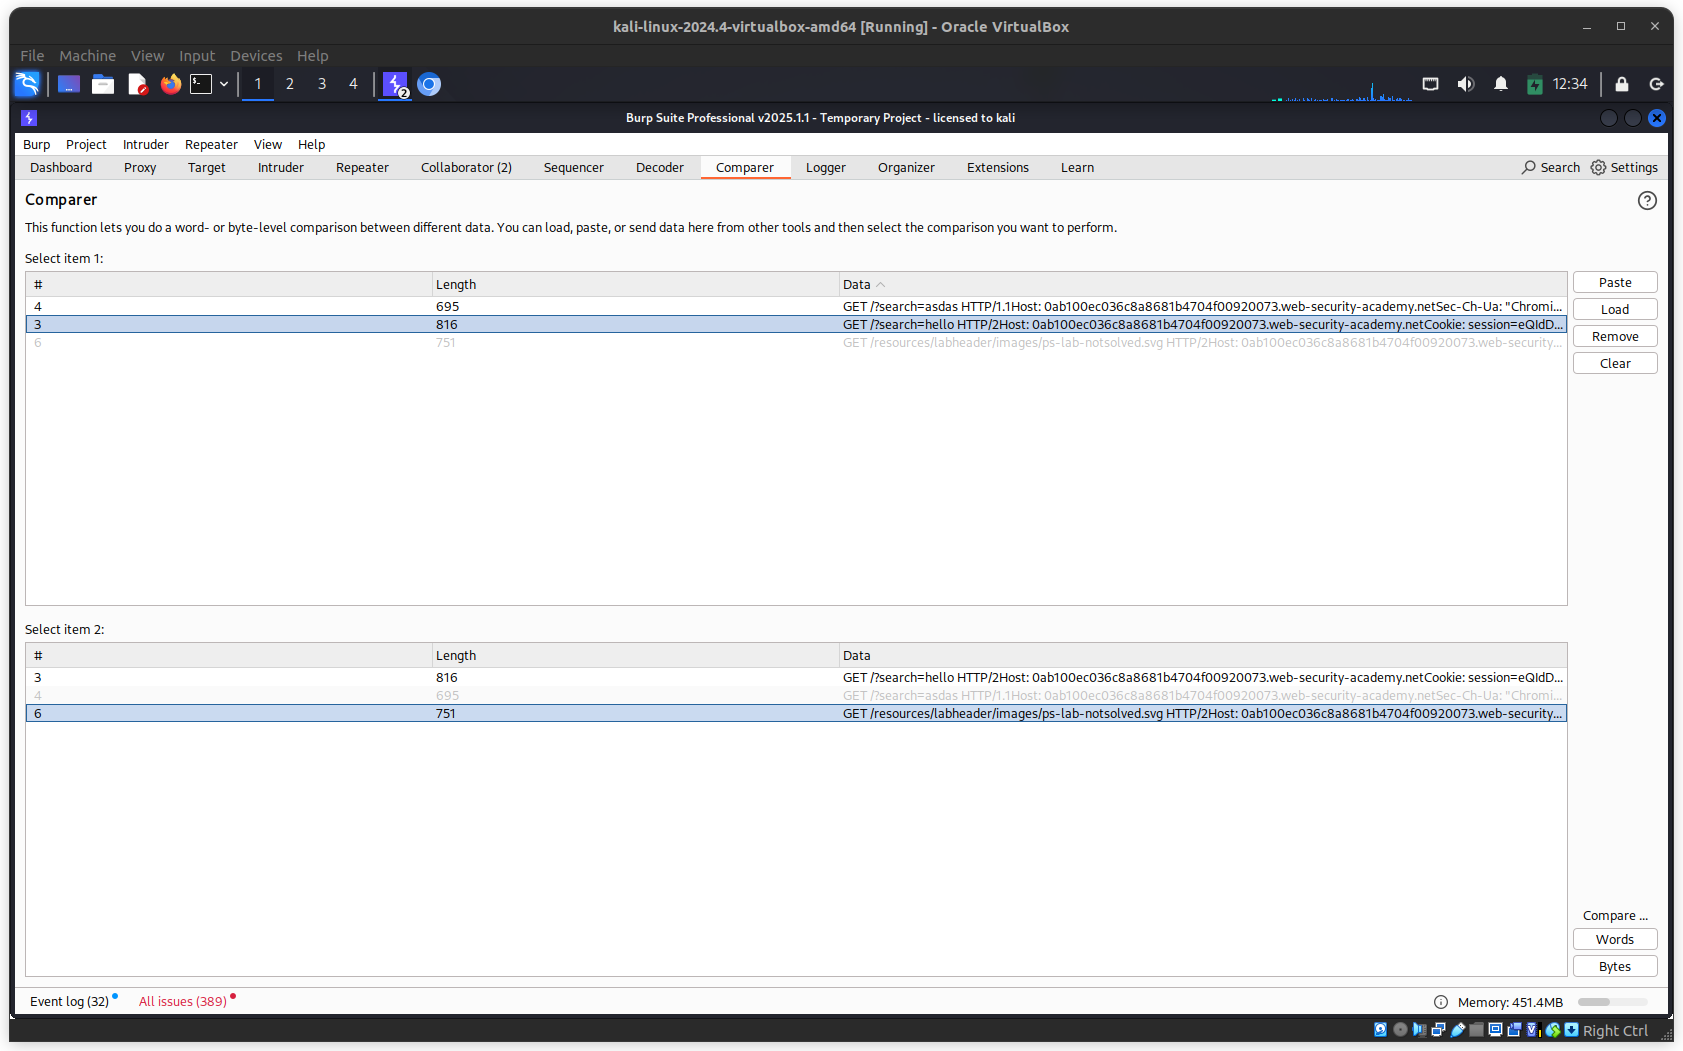 kali-linux-2024.4-virtualbox-amd64 [Running] - Oracle VirtualBox
File Machine View Input Devices Help
1 2 3 4 2 12:34
Burp Suite Professional v2025.1.1 - Temporary Project - licensed to kali
Burp Project Intruder Repeater View Help
Dashboard Proxy Target Intruder Repeater Collaborator (2) Sequencer Decoder Comparer Logger Organizer Extensions Learn Search Settings
Comparer
This function lets you do a word- or byte-level comparison between different data. You can load, paste, or send data here from other tools and then select the comparison you want to perform.
Select item 1:
# Length Data Paste
4 695 GET /?search=asdas HTTP/1.1Host: 0ab100ec036c8a8681b4704f00920073.web-security-academy.netSec-Ch-Ua: "Chromi... Load
3 816 GET /?search=hello HTTP/2Host: 0ab100ec036c8a8681b4704f00920073.web-security-academy.netCookie: session=eQIdD... Remove
6 751 GET /resources/labheader/images/ps-lab-notsolved.svg HTTP/2Host: 0ab100ec036c8a8681b4704f00920073.web-security... Clear
Select item 2:
# Length Data
3 816 GET /?search=hello HTTP/2Host: 0ab100ec036c8a8681b4704f00920073.web-security-academy.netCookie: session=eQIdD...
4 695 GET /?search=asdas HTTP/1.1Host: 0ab100ec036c8a8681b4704f00920073.web-security-academy.netSec-Ch-Ua: "Chromi...
6 751 GET /resources/labheader/images/ps-lab-notsolved.svg HTTP/2Host: 0ab100ec036c8a8681b4704f00920073.web-security...
Compare ...
Words
Bytes
Event log (32) All issues (389) Memory: 451.4MB
Right Ctrl